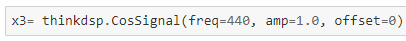 x3= thinkdsp.CosSignal(freq=440, amp=1.0, offset=0)